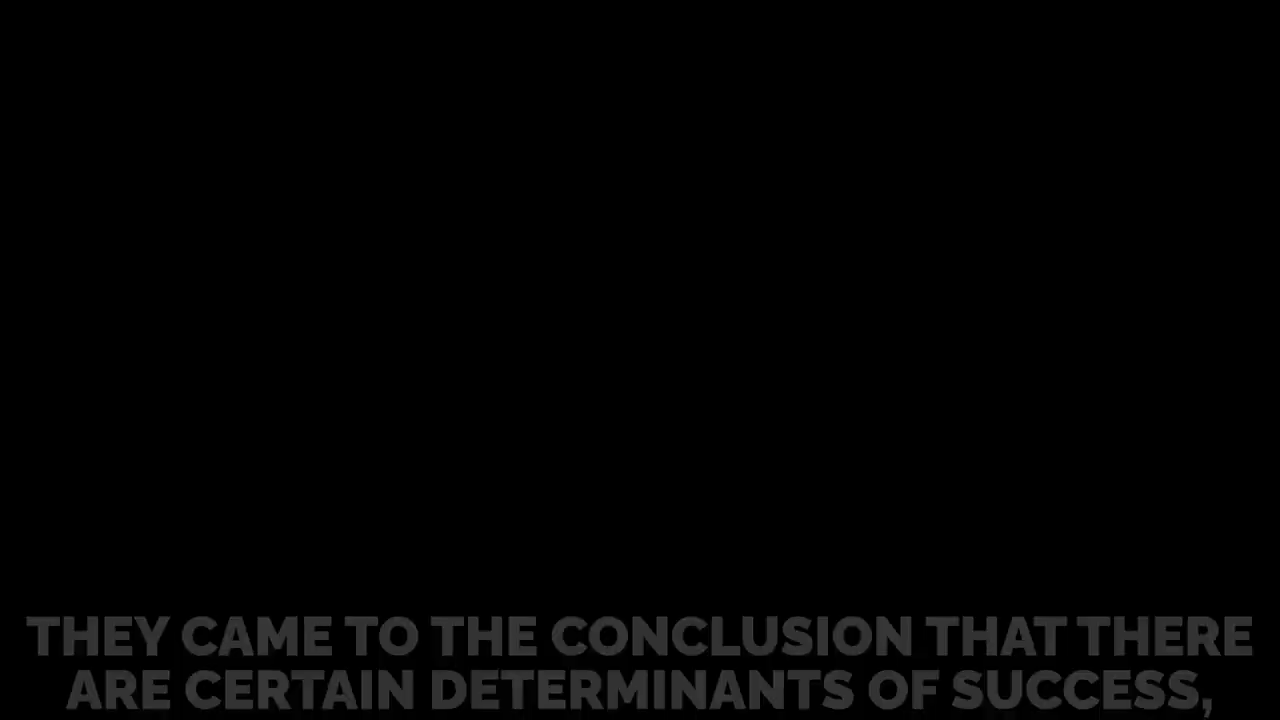 THEY CAME TO THE CONCLUSION THAT THERE
ARE CERTAIN DETERMINANTS OF SUCCESS,